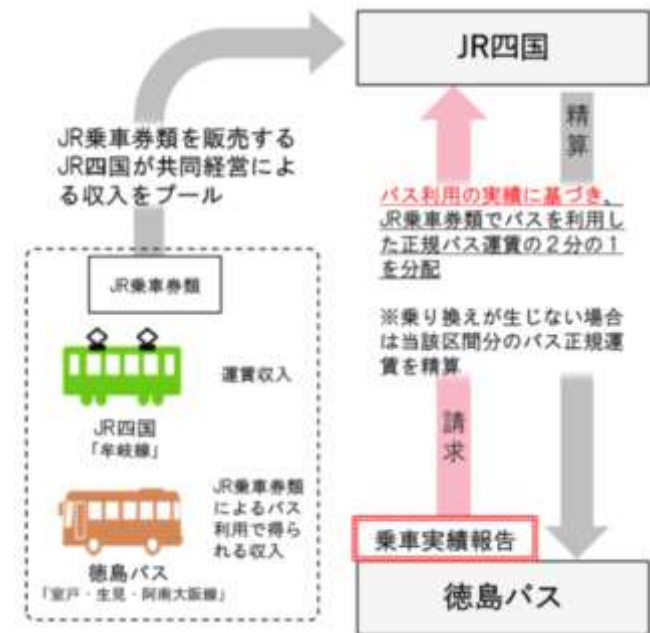 JR四国
JR乗車券類を販売する
JR四国が共同経営によ
る収入をプール
JR乗車券類
運賃収入
JR四国
「牟岐線」
JR乗車券類
によるバス
利用で得ら
れる収入
徳島バス
「室戸・生見・阿南大阪線」
精算
バス利用の実績に基づき、
JR乗車券類でバスを利用し
た正規バス運賃の2分の1
を分配
※乗り換えが生じない場合
は当該区間分のバス正規運
賃を精算
請求
乗車実績報告
徳島バス